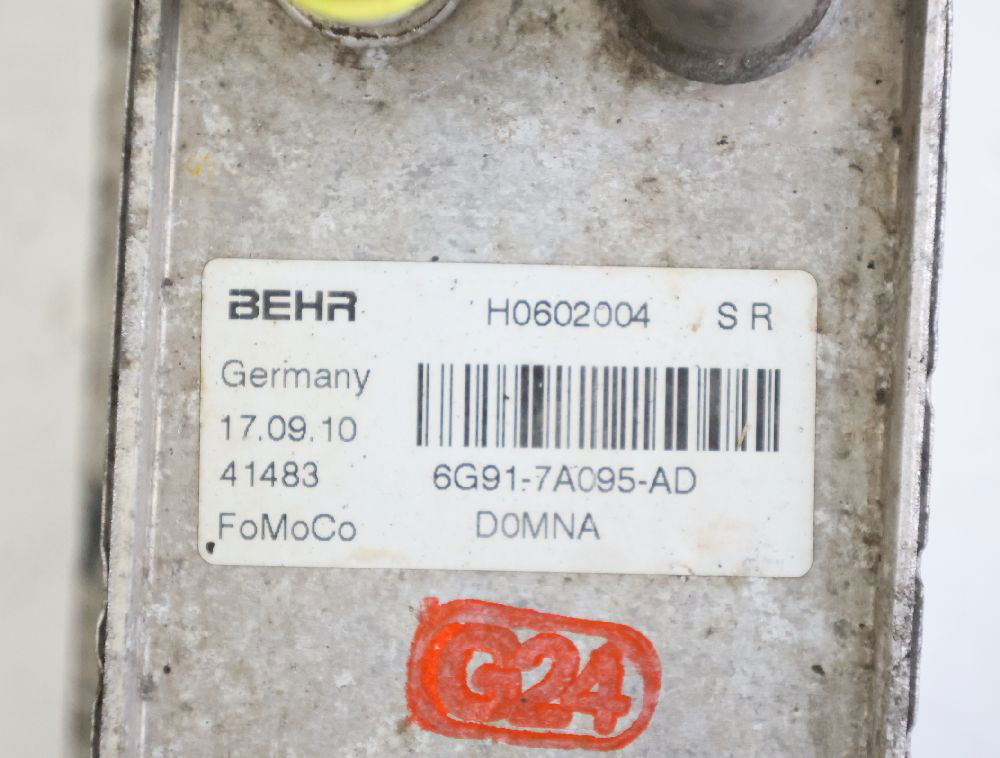 BEHR H0602004 S R
Germany
17.09.10
41483 6G91-7A095-AD
FoMoCo D0MNA
G24